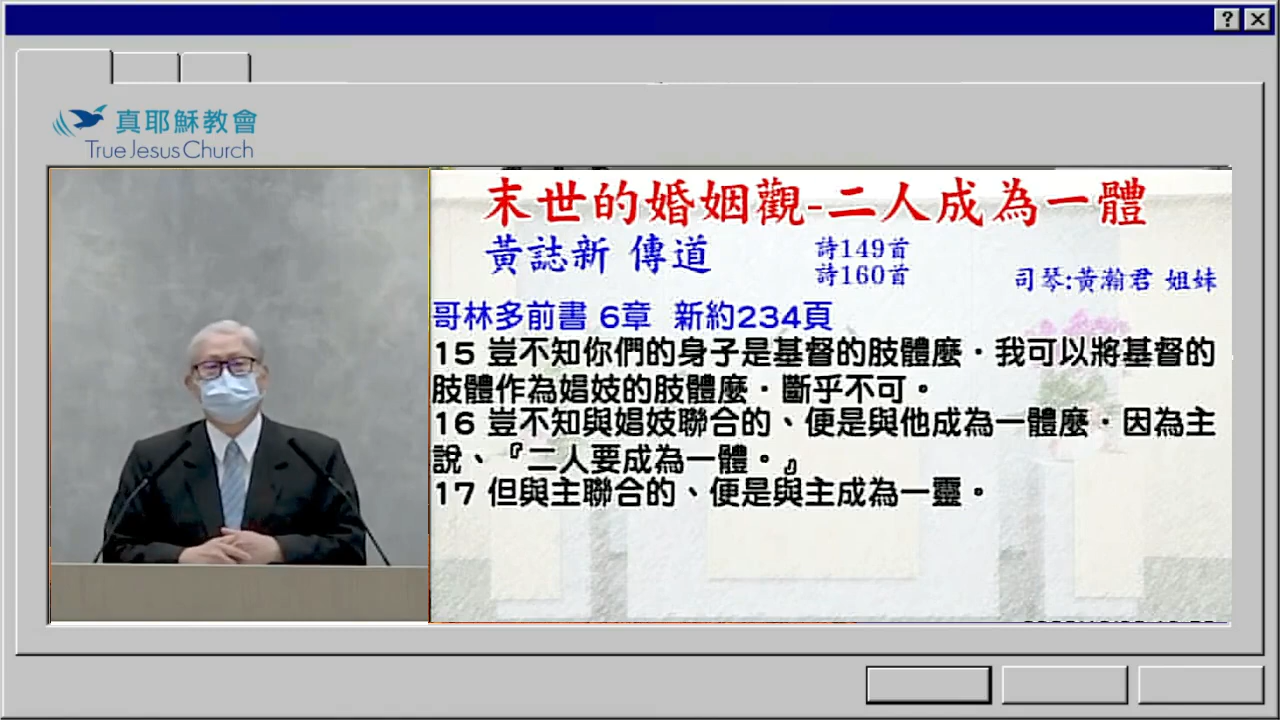 真耶穌教會
True Jesus Church
末世的婚姻觀-二人成為一體
黃誌新 傳道
詩149首
詩160首
司琴:黃瀚君 姐妹
哥林多前書 6章 新約234頁
15 豈不知你們的身子是基督的肢體麼．我可以將基督的
肢體作為娼妓的肢體麼．斷乎不可。
16 豈不知與娼妓聯合的、便是與他成為一體麼．因為主
說、『二人要成為一體。』
17 但與主聯合的、便是與主成為一靈。